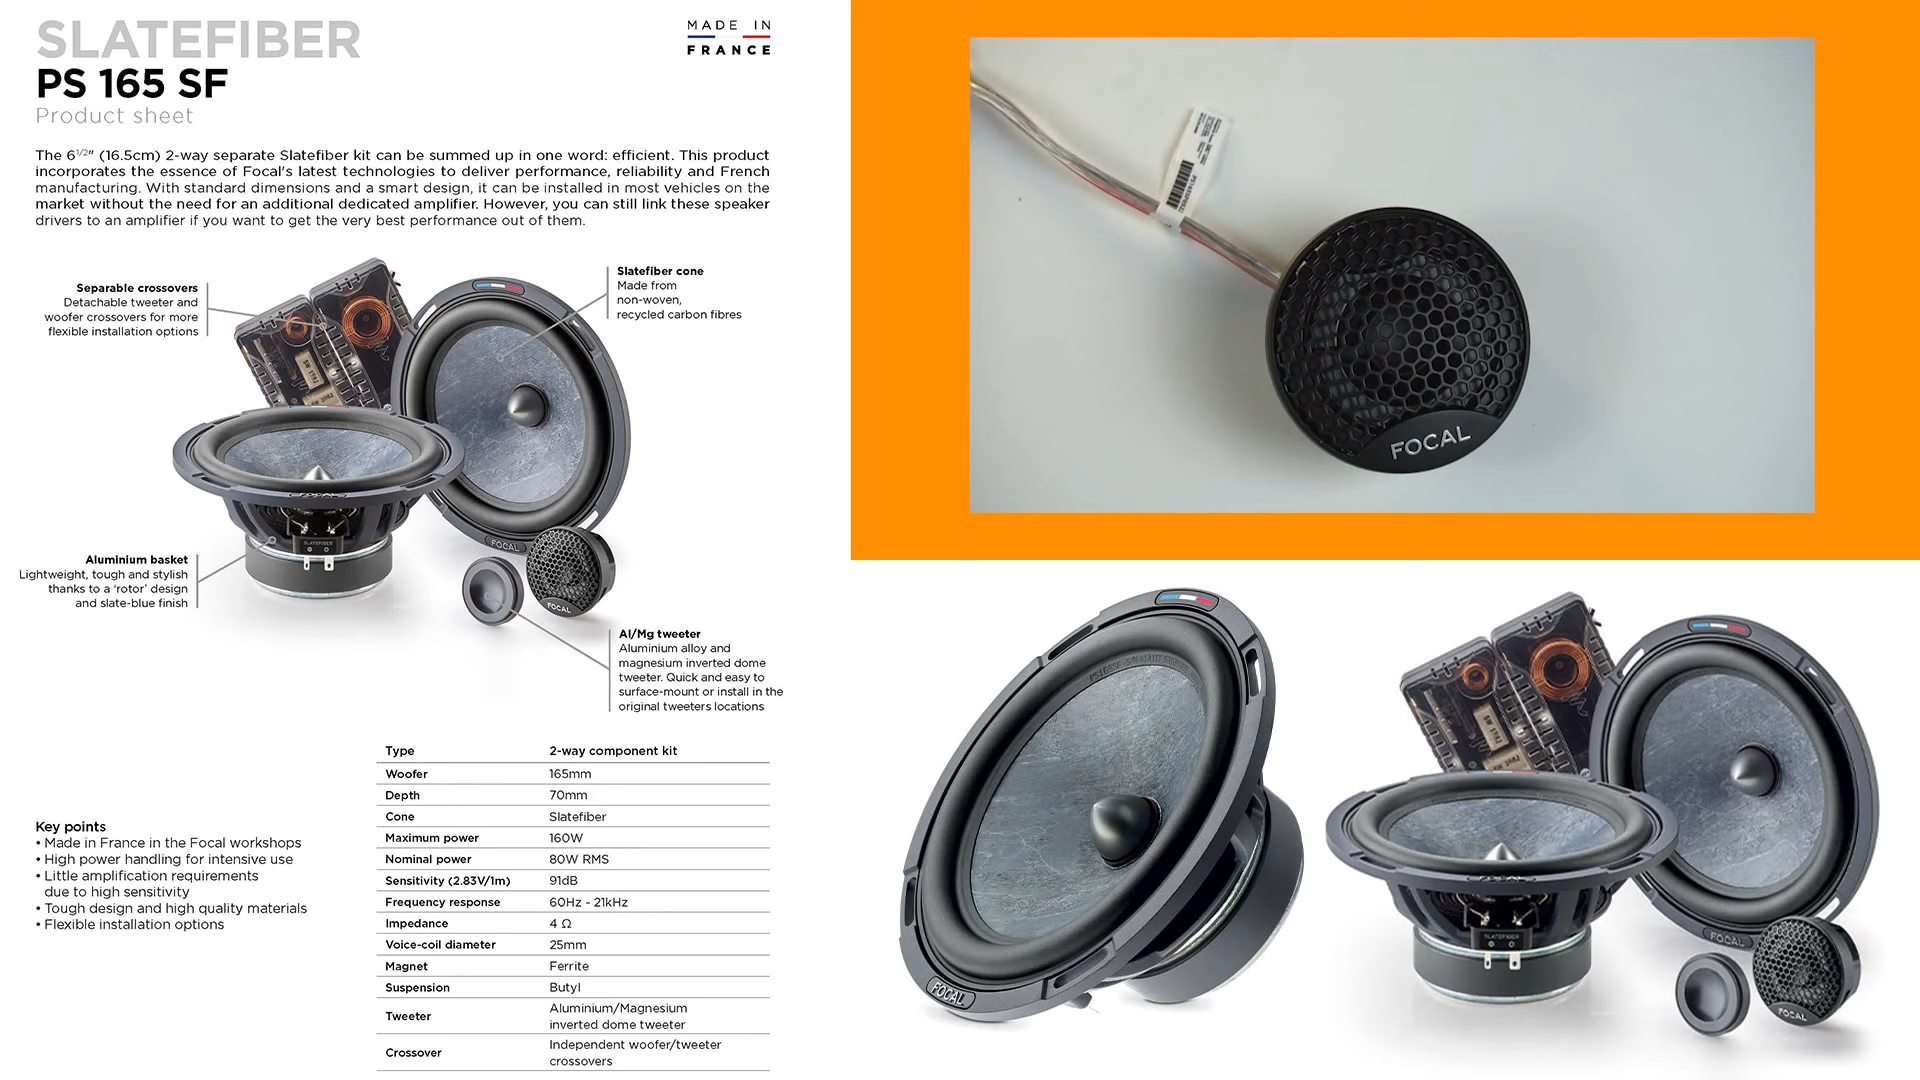 SLATEFIBER
PS 165 SF
Product sheet
MADE IN
FRANCE
The 6 1/2" (16.5cm) 2-way separate Slatefiber kit can be summed up in one word: efficient. This product
incorporates the essence of Focal's latest technologies to deliver performance, reliability and French
manufacturing. With standard dimensions and a smart design, it can be installed in most vehicles on the
market without the need for an additional dedicated amplifier. However, you can still link these speaker
drivers to an amplifier if you want to get the very best performance out of them.
Separable crossovers
Detachable tweeter and
woofer crossovers for more
flexible installation options
Slatefiber cone
Made from
non-woven,
recycled carbon fibres
Aluminium basket
Lightweight, tough and stylish
thanks to a 'rotor' design
and slate-blue finish
Al/Mg tweeter
Aluminium alloy and
magnesium inverted dome
tweeter. Quick and easy to
surface-mount or install in the
original tweeters locations
FOCAL
SLATEFIBER
FOCAL
FOCAL
Key points
• Made in France in the Focal workshops
• High power handling for intensive use
• Little amplification requirements
due to high sensitivity
• Tough design and high quality materials
• Flexible installation options
Type 2-way component kit
Woofer 165mm
Depth 70mm
Cone Slatefiber
Maximum power 160W
Nominal power 80W RMS
Sensitivity (2.83V/1m) 91dB
Frequency response 60Hz - 21kHz
Impedance 4 Ω
Voice-coil diameter 25mm
Magnet Ferrite
Suspension Butyl
Tweeter Aluminium/Magnesium
inverted dome tweeter
Crossover Independent woofer/tweeter
crossovers
FOCAL
FOCAL
FOCAL
SLATEFIBER
FOCAL
FOCAL